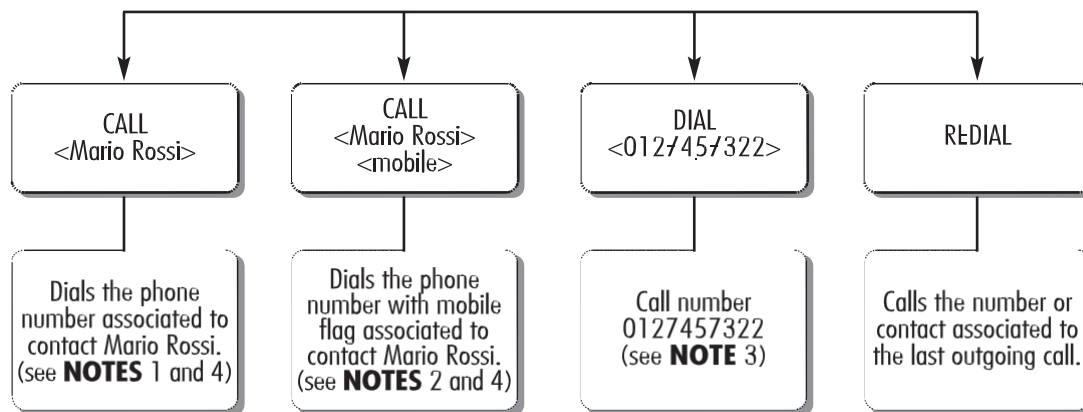 CALL
<Mario Rossi>
CALL
<Mario Rossi>
<mobile>
DIAL
<0127457322>
REDIAL
Dials the phone
number associated to
contact Mario Rossi.
(see NOTES 1 and 4)
Dials the phone
number with mobile
flag associated to
contact Mario Rossi.
(see NOTES 2 and 4)
Call number
0127457322
(see NOTE 3)
Calls the number or
contact associated to
the last outgoing call.